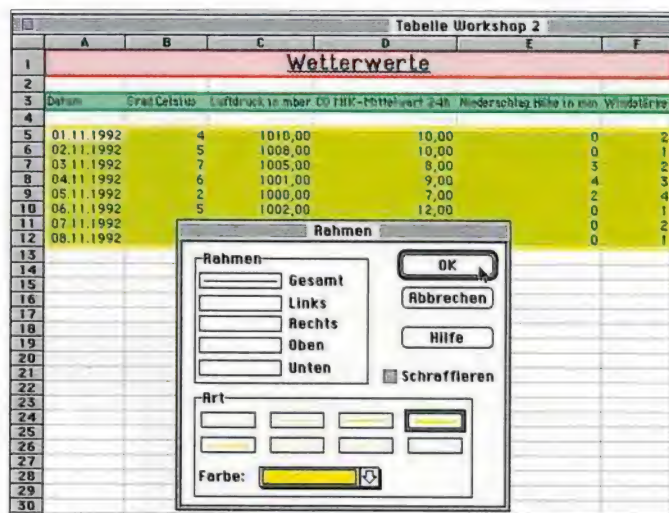 Tabelle Workshop 2
A B C D E F
1 Wetterwerte
2
3 Datum Grad Celsius Luftdruck in mbar CO MIK-Mittelwert 24h Niederschlag Höhe in mm Windstärke
4
5 01.11.1992 4 1010,00 10,00 0 2
6 02.11.1992 5 1008,00 10,00 0 1
7 03.11.1992 7 1005,00 8,00 3 2
8 04.11.1992 6 1001,00 9,00 4 3
9 05.11.1992 2 1000,00 7,00 2 4
10 06.11.1992 5 1002,00 12,00 0 1
11 07.11.1992 0 2
12 08.11.1992 0 1
13
14
15
16
17
18
19
20
21
22
23
24
25
26
27
28
29
30
Rahmen
Rahmen
Gesamt
Links
Rechts
Oben
Unten
OK
Abbrechen
Hilfe
Schraffieren
Art
Farbe: